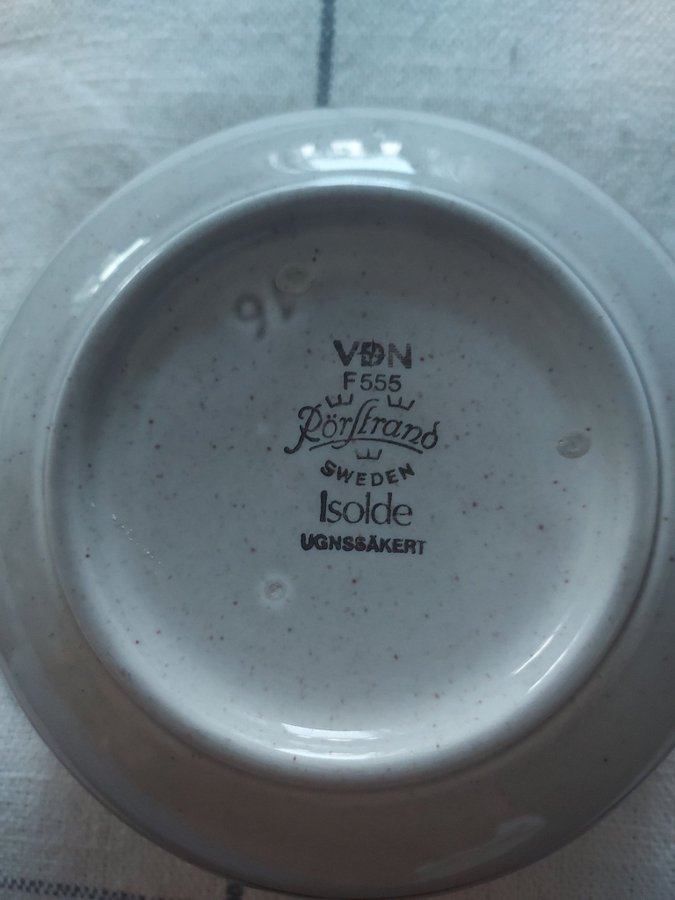 VDN
F555
Rörstrand
SWEDEN
Isolde
UGNSSÄKERT